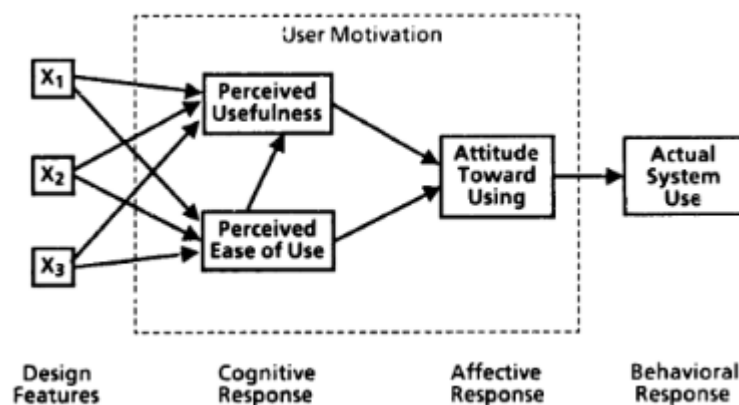 User Motivation
X1
Perceived
Usefulness
X2
Attitude
Toward
Using
Actual
System
Use
X3
Perceived
Ease of Use
Design
Features
Cognitive
Response
Affective
Response
Behavioral
Response